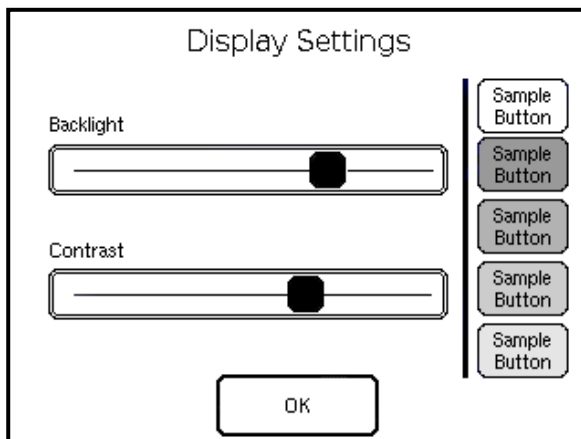 Display Settings
Backlight
Contrast
OK
Sample
Button
Sample
Button
Sample
Button
Sample
Button
Sample
Button